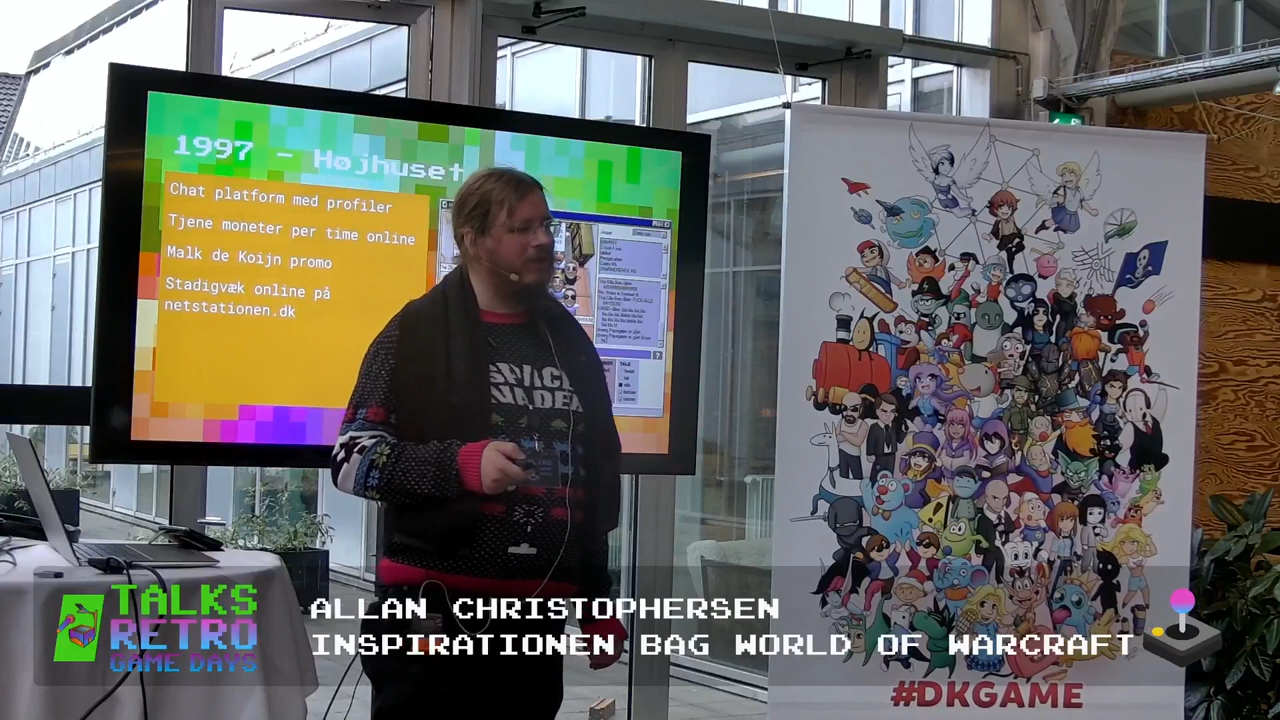 1997 - Højhuset
Chat platform med profiler
Tjene moneter per time online
Malk de Koijn promo
Stadigvæk online på
netstationen.dk
SPACE
TALKS
RETRO
GAME DAYS
ALLAN CHRISTOPHERSEN
INSPIRATIONEN BAG WORLD OF WARCRAFT
#DKGAME